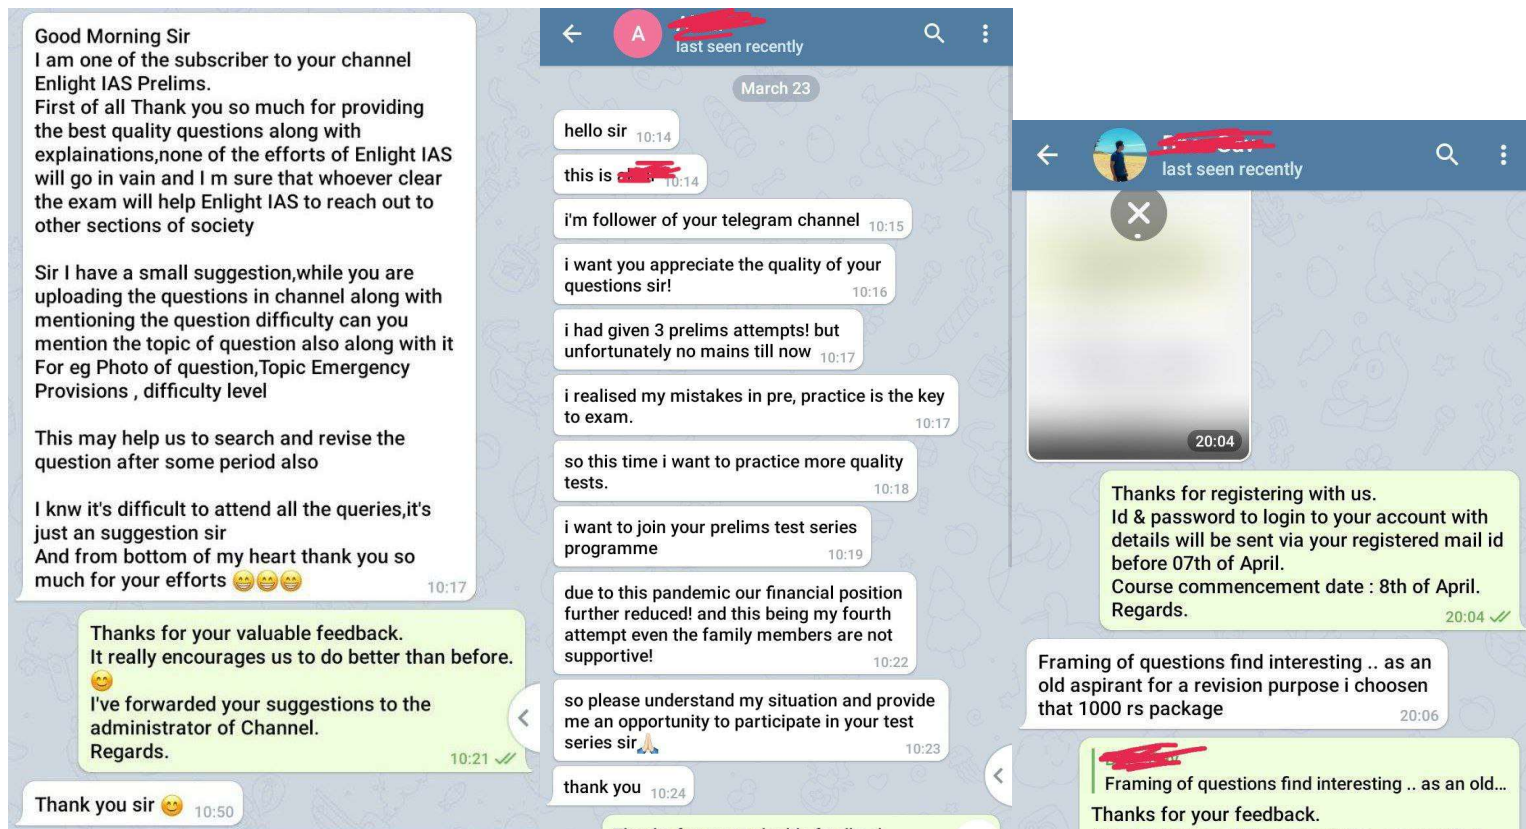 Good Morning Sir
I am one of the subscriber to your channel
Enlight IAS Prelims.
First of all Thank you so much for providing
the best quality questions along with
explainations,none of the efforts of Enlight IAS
will go in vain and I m sure that whoever clear
the exam will help Enlight IAS to reach out to
other sections of society
Sir I have a small suggestion,while you are
uploading the questions in channel along with
mentioning the question difficulty can you
mention the topic of question also along with it
For eg Photo of question,Topic Emergency
Provisions , difficulty level
This may help us to search and revise the
question after some period also
I knw it's difficult to attend all the queries,it's
just an suggestion sir
And from bottom of my heart thank you so
much for your efforts 😁😁😁 10:17
Thanks for your valuable feedback.
It really encourages us to do better than before.
😊
I've forwarded your suggestions to the
administrator of Channel.
Regards. 10:21
Thank you sir 😊 10:50
A
last seen recently
March 23
hello sir 10:14
this is 10:14
i'm follower of your telegram channel 10:15
i want you appreciate the quality of your
questions sir! 10:16
i had given 3 prelims attempts! but
unfortunately no mains till now 10:17
i realised my mistakes in pre, practice is the key
to exam. 10:17
so this time i want to practice more quality
tests. 10:18
i want to join your prelims test series
programme 10:19
due to this pandemic our financial position
further reduced! and this being my fourth
attempt even the family members are not
supportive! 10:22
so please understand my situation and provide
me an opportunity to participate in your test
series sir🙏🏻 10:23
thank you 10:24
last seen recently
20:04
Thanks for registering with us.
Id & password to login to your account with
details will be sent via your registered mail id
before 07th of April.
Course commencement date : 8th of April.
Regards. 20:04
Framing of questions find interesting .. as an
old aspirant for a revision purpose i choosen
that 1000 rs package 20:06
Framing of questions find interesting .. as an old...
Thanks for your feedback.